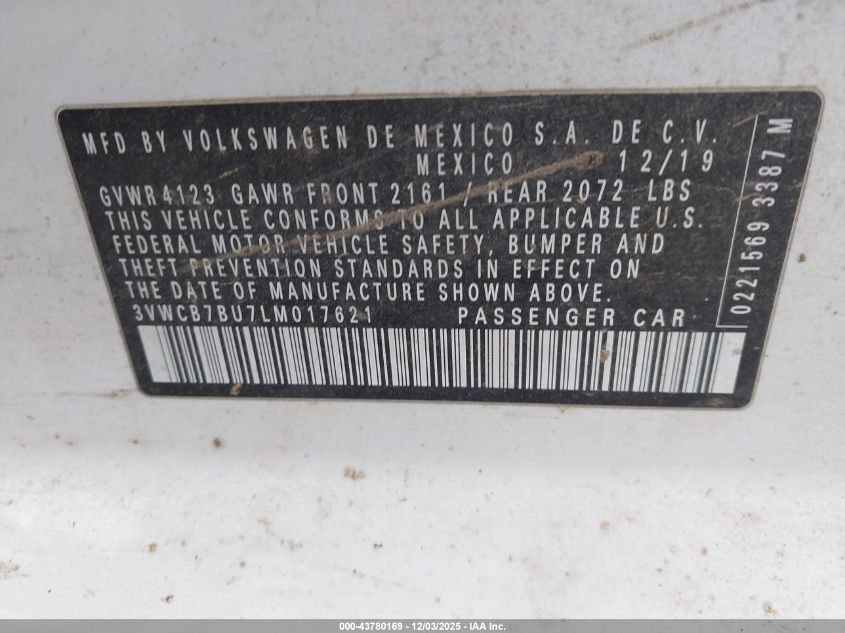 MFD BY VOLKSWAGEN DE MEXICO S.A. DE C.V.
MEXICO 12/19
GVWR 4123 GAWR FRONT 2161 / REAR 2072 LBS
THIS VEHICLE CONFORMS TO ALL APPLICABLE U.S.
FEDERAL MOTOR VEHICLE SAFETY, BUMPER AND
THEFT PREVENTION STANDARDS IN EFFECT ON
THE DATE OF MANUFACTURE SHOWN ABOVE.
3VWCB7BU7LM017621 PASSENGER CAR
0221569 3387 M
000-43780169 - 12/03/2025 - IAA Inc.